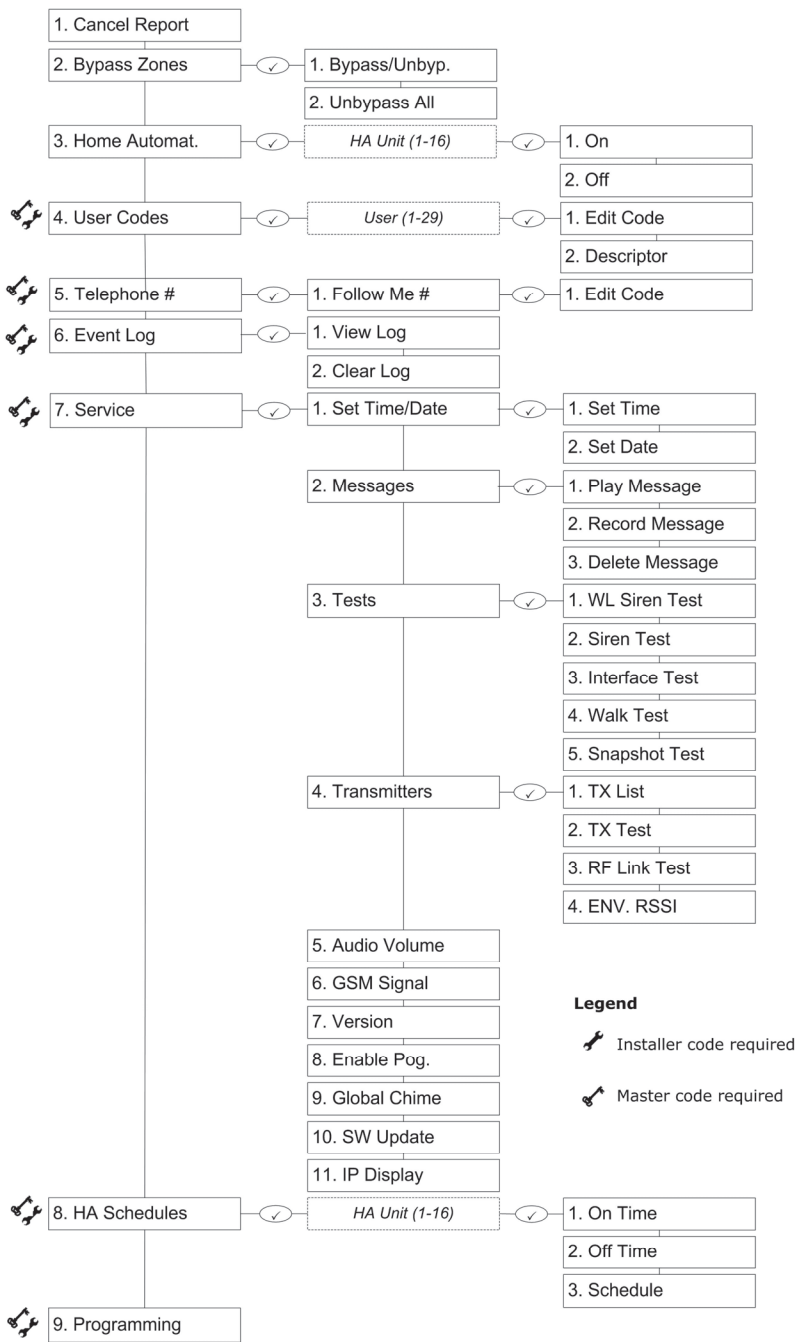 1. Cancel Report
2. Bypass Zones
1. Bypass/Unbyp.
2. Unbypass All
3. Home Automat.
HA Unit (1-16)
1. On
2. Off
4. User Codes
User (1-29)
1. Edit Code
2. Descriptor
5. Telephone #
1. Follow Me #
1. Edit Code
6. Event Log
1. View Log
2. Clear Log
7. Service
1. Set Time/Date
1. Set Time
2. Set Date
2. Messages
1. Play Message
2. Record Message
3. Delete Message
3. Tests
1. WL Siren Test
2. Siren Test
3. Interface Test
4. Walk Test
5. Snapshot Test
4. Transmitters
1. TX List
2. TX Test
3. RF Link Test
4. ENV. RSSI
5. Audio Volume
6. GSM Signal
7. Version
8. Enable Pog.
9. Global Chime
10. SW Update
11. IP Display
Legend
Installer code required
Master code required
8. HA Schedules
HA Unit (1-16)
1. On Time
2. Off Time
3. Schedule
9. Programming